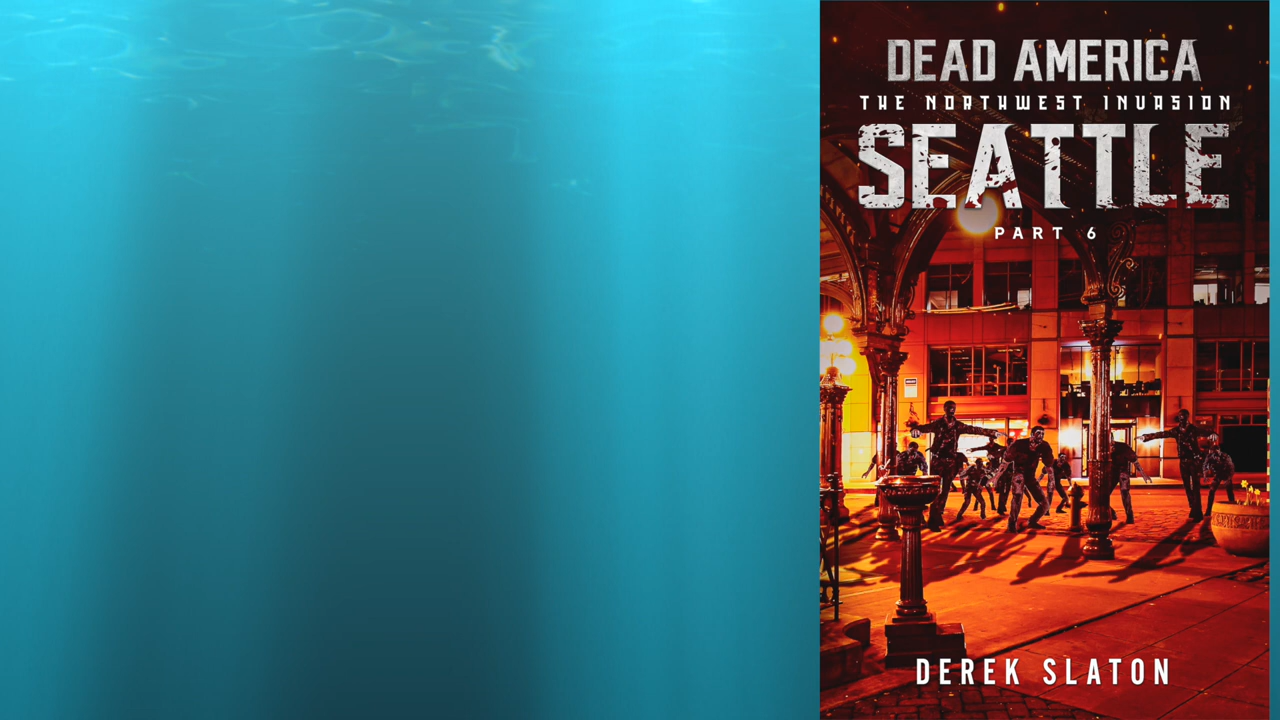 DEAD AMERICA
THE NORTHWEST INVASION
SEATTLE
PART 6
DEREK SLATON